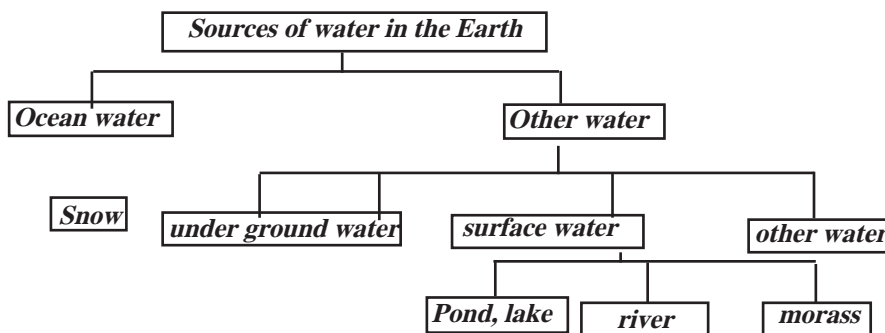 Sources of water in the Earth
Ocean water
Other water
Snow
under ground water
surface water
other water
Pond, lake
river
morass